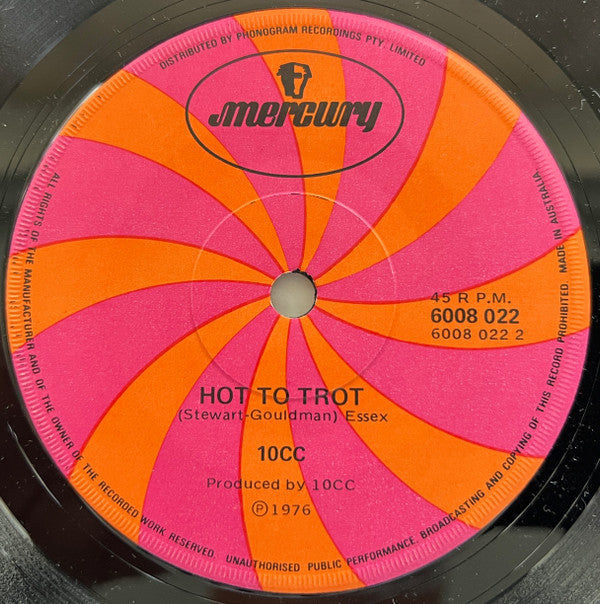 DISTRIBUTED BY PHONOGRAM RECORDINGS PTY. LIMITED
mercury
45 R P.M.
6008 022
6008 022 2
HOT TO TROT
(Stewart-Gouldman) Essex
10CC
Produced by 10CC
Ⓟ 1976
ALL RIGHTS OF THE MANUFACTURER AND OF THE OWNER OF THE RECORDED WORK RESERVED UNAUTHORISED PUBLIC PERFORMANCE, BROADCASTING AND COPYING OF THIS RECORD PROHIBITED. MADE IN AUSTRALIA